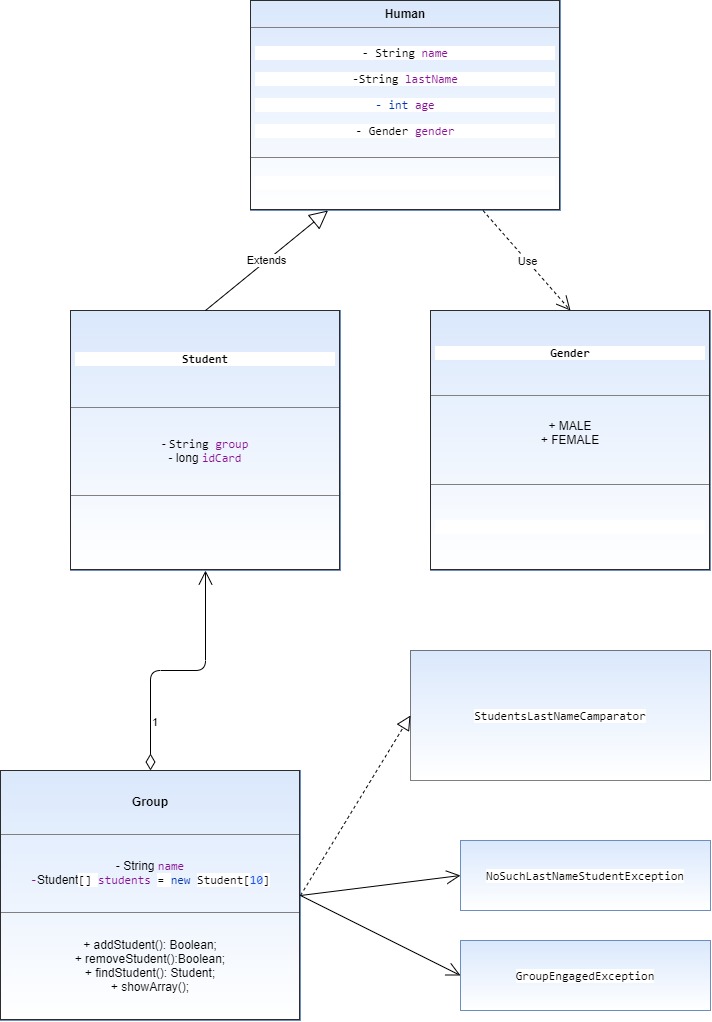 Human
- String name
-String lastName
- int age
- Gender gender
Extends
Use
Student
- String group
- long idCard
Gender
+ MALE
+ FEMALE
1
StudentsLastNameCamparator
Group
- String name
-Student[] students = new Student[10]
+ addStudent(): Boolean;
+ removeStudent():Boolean;
+ findStudent(): Student;
+ showArray();
NoSuchLastNameStudentException
GroupEngagedException